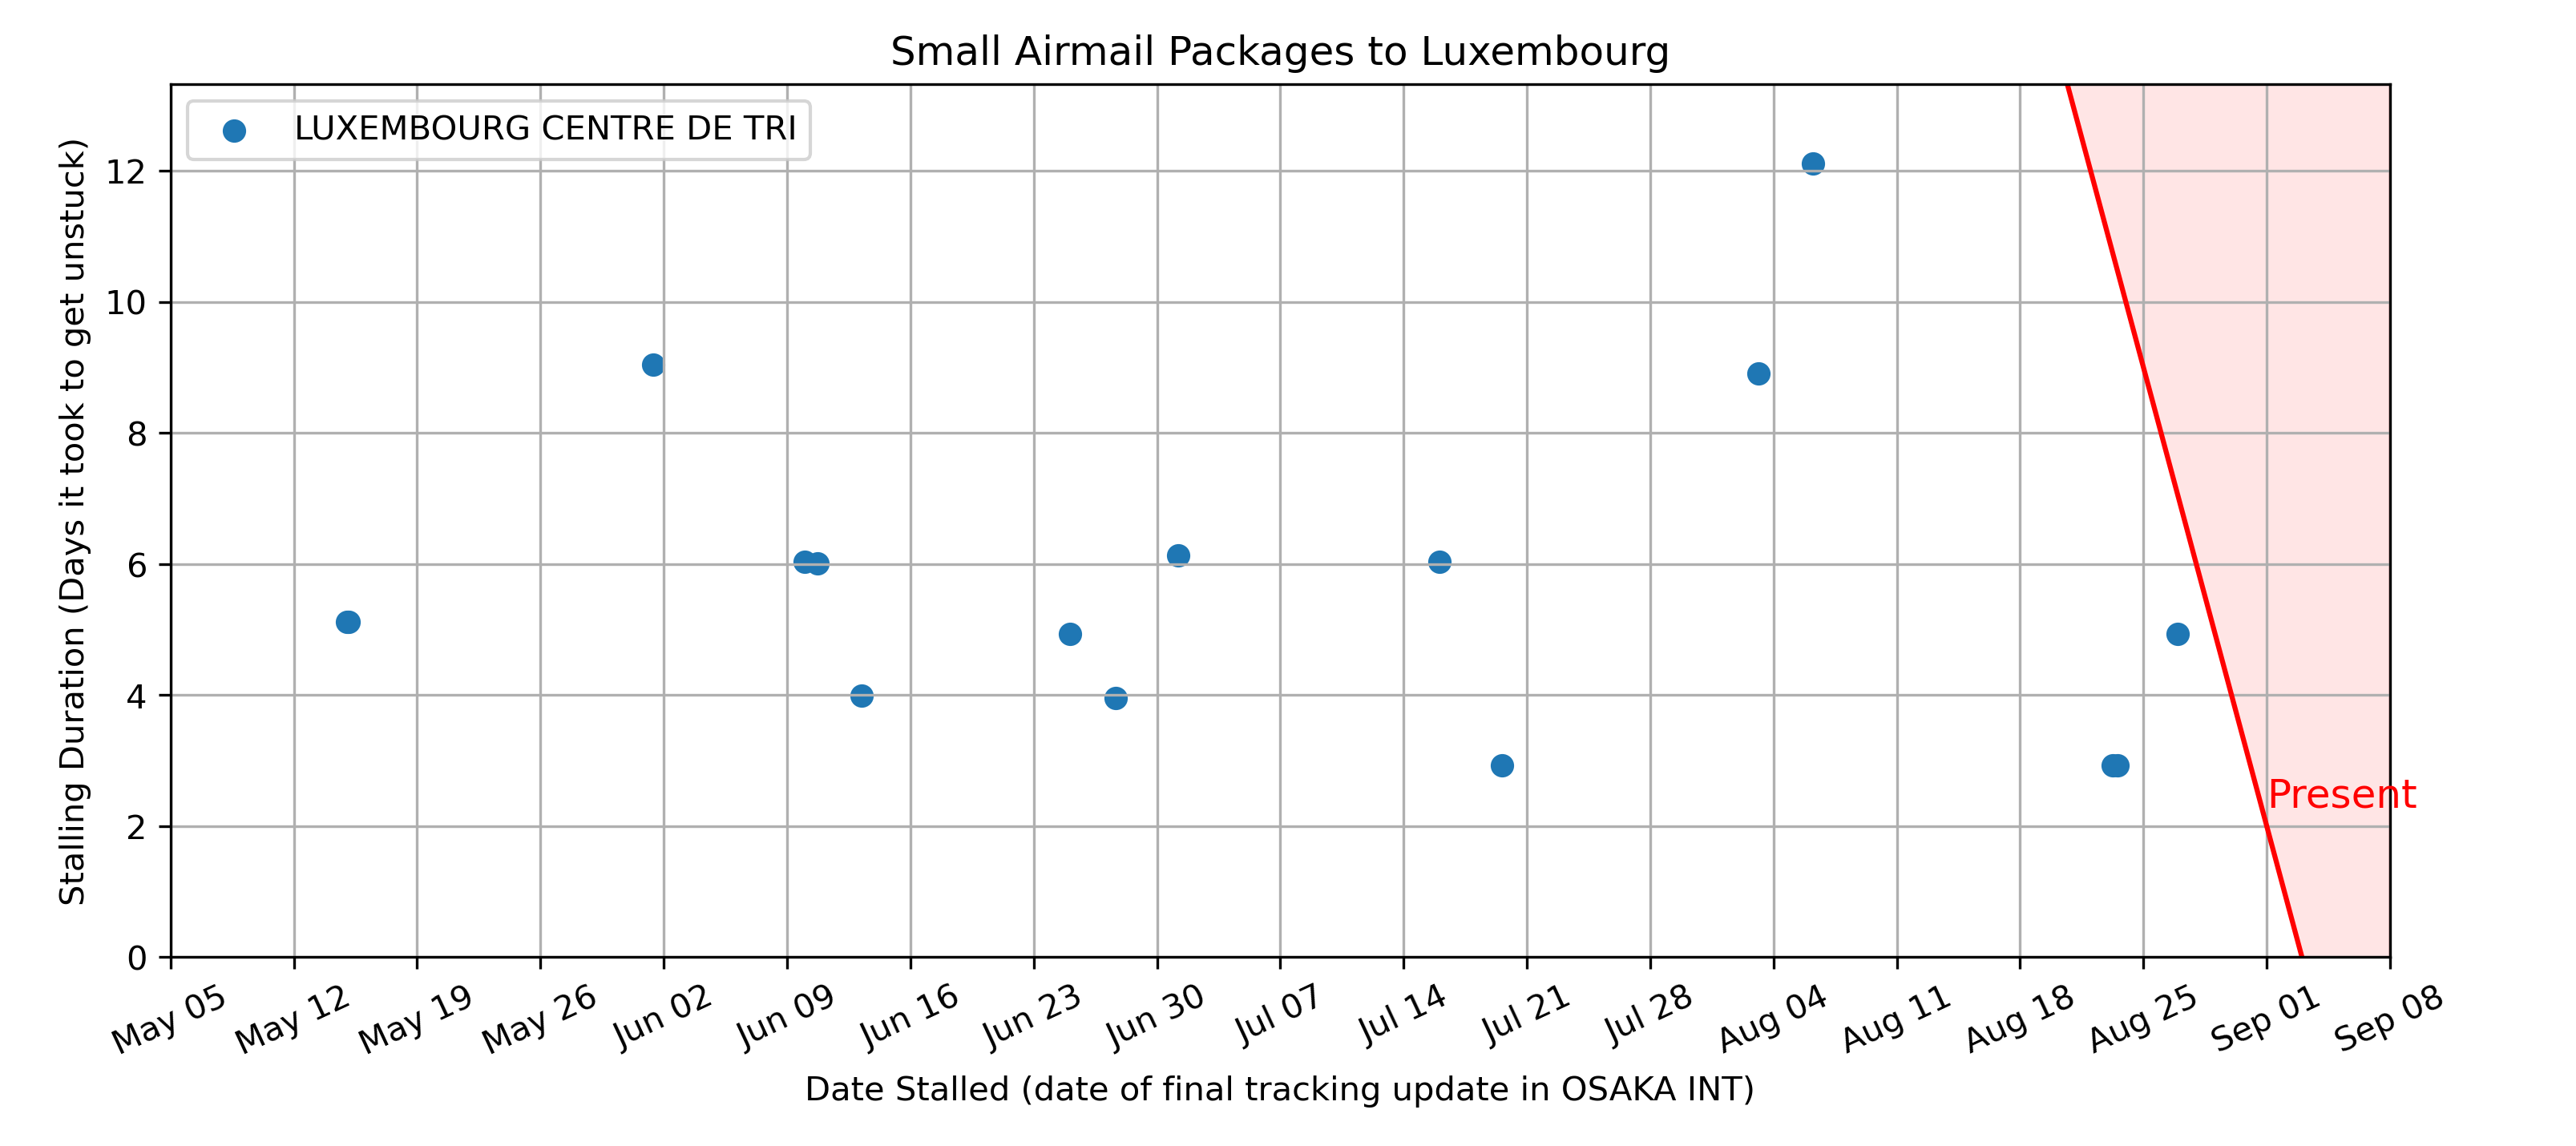 Small Airmail Packages to Luxembourg
LUXEMBOURG CENTRE DE TRI
Stalling Duration (Days it took to get unstuck)
12
10
8
6
4
2
0
Present
May 05
May 12
May 19
May 26
Jun 02
Jun 09
Jun 16
Jun 23
Jun 30
Jul 07
Jul 14
Jul 21
Jul 28
Aug 04
Aug 11
Aug 18
Aug 25
Sep 01
Sep 08
Date Stalled (date of final tracking update in OSAKA INT)